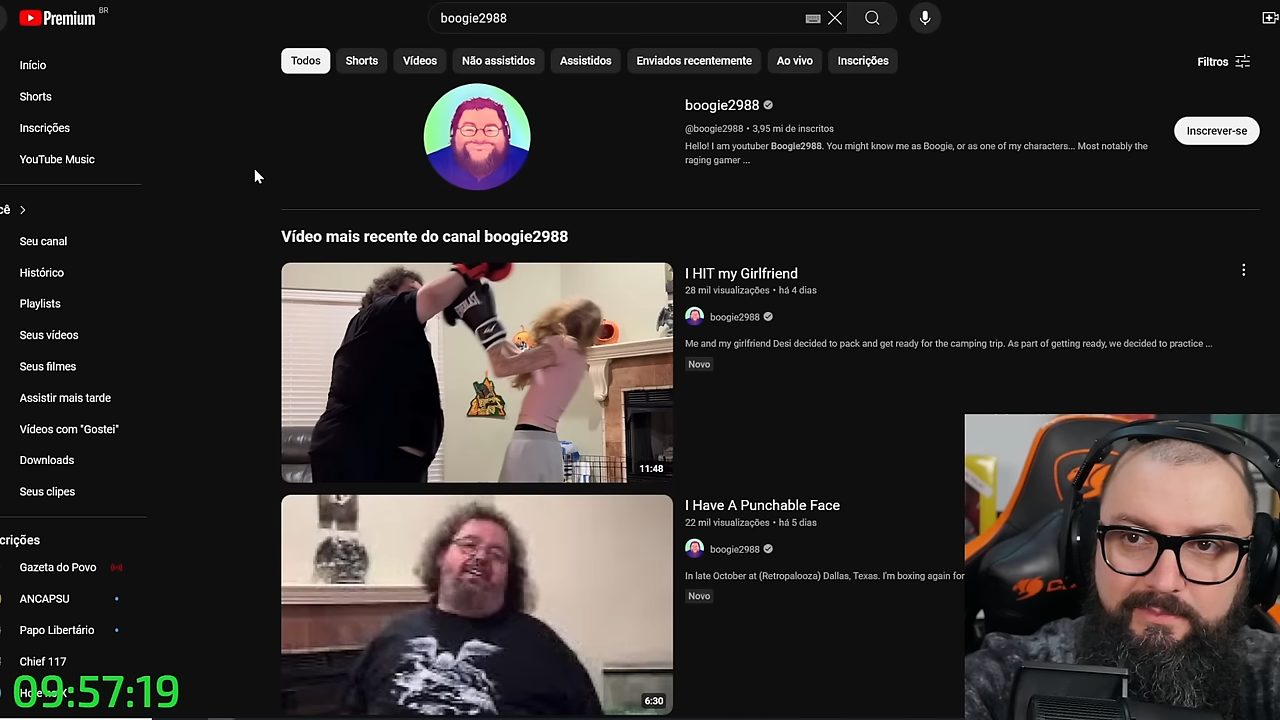 Premium BR
boogie2988
Início
Shorts
Inscrições
YouTube Music
cê
Seu canal
Histórico
Playlists
Seus vídeos
Seus filmes
Assistir mais tarde
Vídeos com "Gostei"
Downloads
Seus clipes
crições
Gazeta do Povo
ANCAPSU
Papo Libertário
Chief 117
09:57:19
Todos
Shorts
Vídeos
Não assistidos
Assistidos
Enviados recentemente
Ao vivo
Inscrições
Filtros
boogie2988
@boogie2988 • 3,95 mi de inscritos
Hello! I am youtuber Boogie2988. You might know me as Boogie, or as one of my characters... Most notably the
raging gamer ...
Inscrever-se
Vídeo mais recente do canal boogie2988
11:48
I HIT my Girlfriend
28 mil visualizações • há 4 dias
boogie2988
Me and my girlfriend Desi decided to pack and get ready for the camping trip. As part of getting ready, we decided to practice ...
Novo
6:30
I Have A Punchable Face
22 mil visualizações • há 5 dias
boogie2988
In late October at (Retropalooza) Dallas, Texas. I'm boxing again for
Novo